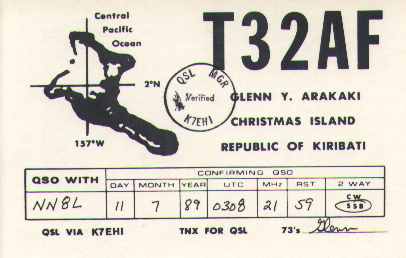 Central
Pacific
Ocean
T32AF
2°N
157°W
QSL MGR
Verified
K7EHI
GLENN Y. ARAKAKI
CHRISTMAS ISLAND
REPUBLIC OF KIRIBATI
QSO WITH
CONFIRMING QSO
DAY MONTH YEAR UTC MHz RST 2 WAY
NN8L 11 7 89 0308 21 59 CW
SSB
QSL VIA K7EHI TNX FOR QSL 73's Glenn